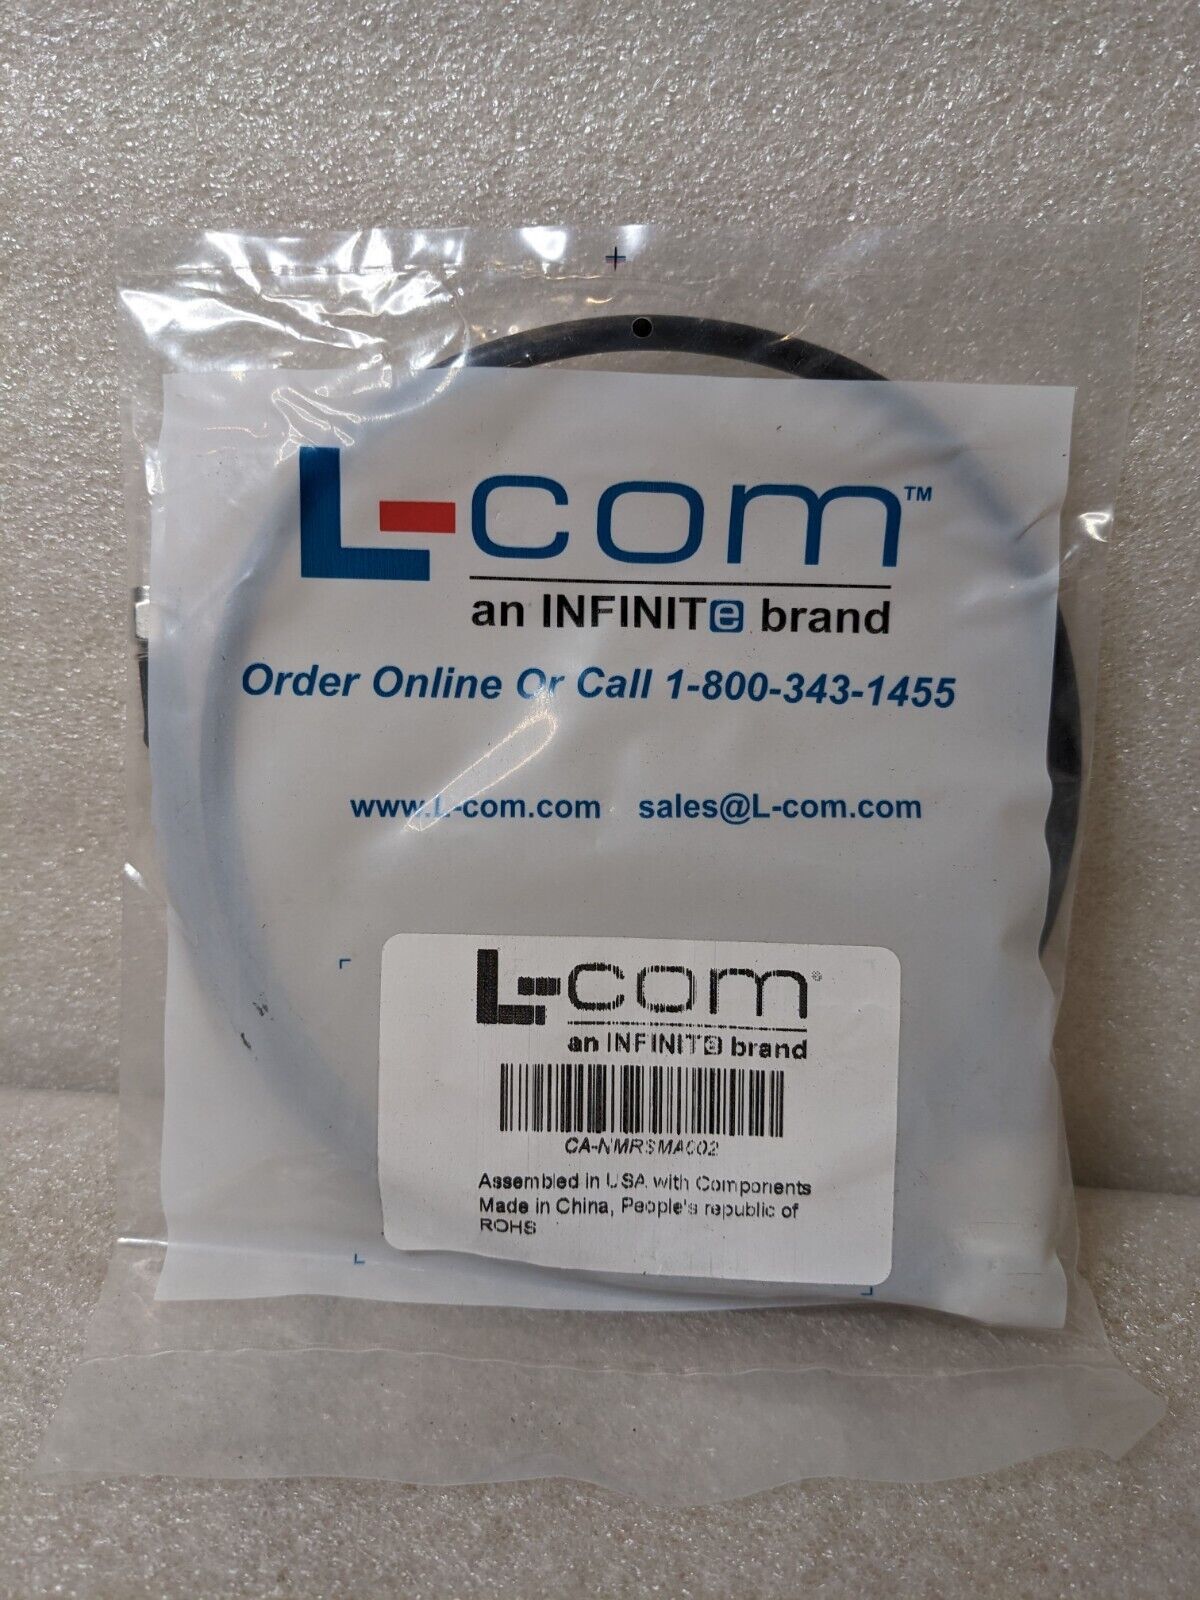 L-com™
an INFINITe brand
Order Online Or Call 1-800-343-1455
www.L-com.com sales@L-com.com
L-com®
an INFINITe brand
CA-NMRSMA002
Assembled in USA with Components
Made in China, People's republic of
ROHS